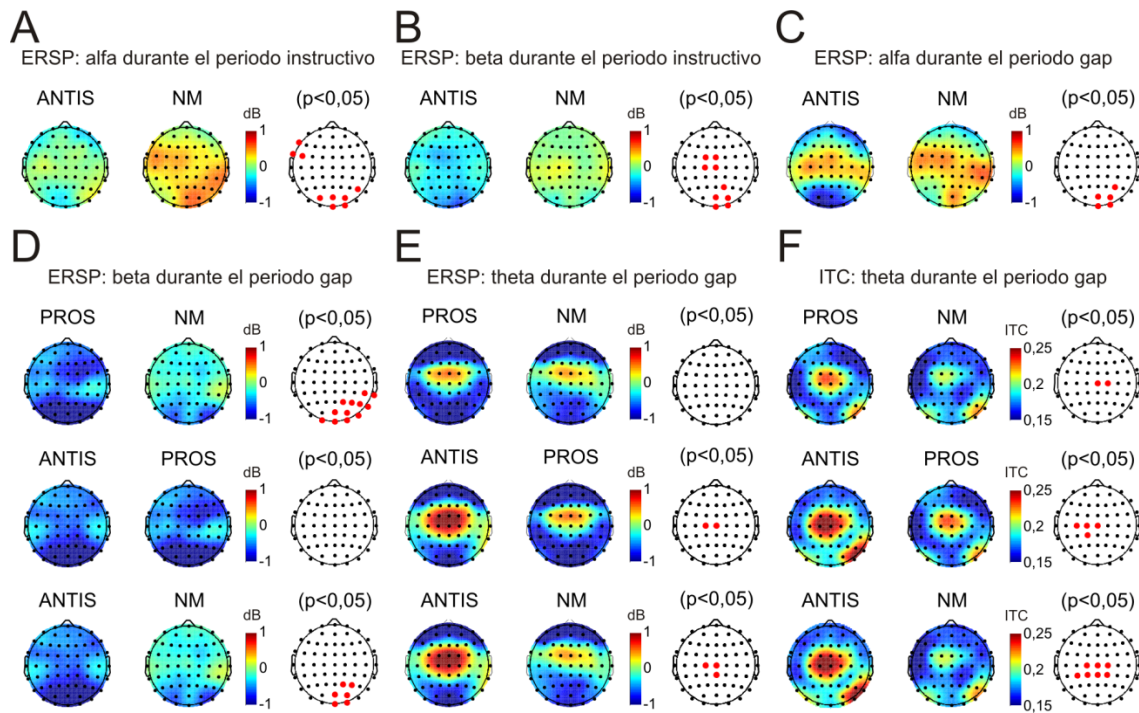 A B C
ERSP: alfa durante el periodo instructivo ERSP: beta durante el periodo instructivo ERSP: alfa durante el periodo gap
ANTIS NM (p<0,05) ANTIS NM (p<0,05) ANTIS NM (p<0,05)
dB dB dB
1 1 1
0 0 0
-1 -1 -1
D E F
ERSP: beta durante el periodo gap ERSP: theta durante el periodo gap ITC: theta durante el periodo gap
PROS NM (p<0,05) PROS NM (p<0,05) PROS NM (p<0,05)
dB dB ITC
1 1 0,25
0 0 0,2
-1 -1 0,15
ANTIS PROS (p<0,05) ANTIS PROS (p<0,05) ANTIS PROS (p<0,05)
dB dB ITC
1 1 0,25
0 0 0,2
-1 -1 0,15
ANTIS NM (p<0,05) ANTIS NM (p<0,05) ANTIS NM (p<0,05)
dB dB ITC
1 1 0,25
0 0 0,2
-1 -1 0,15